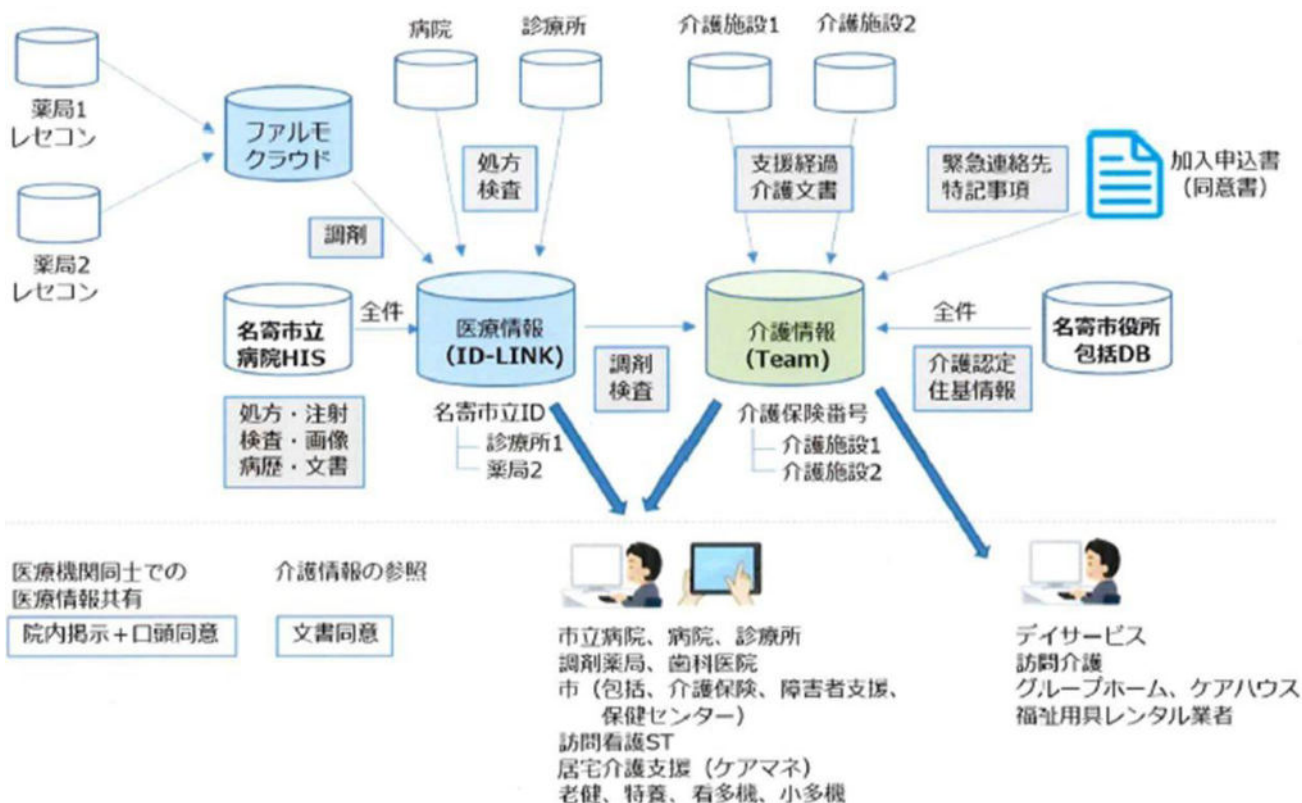 病院
診療所
介護施設1
介護施設2
薬局1
レセコン
ファルモ
クラウド
処方
検査
支援経過
介護文書
緊急連絡先
特記事項
加入申込書
（同意書）
薬局2
レセコン
調剤
名寄市立
病院HIS
全件
医療情報
（ID-LINK）
調剤
検査
介護情報
（Team）
全件
介護認定
住基情報
名寄市役所
包括DB
処方・注射
検査・画像
病歴・文書
名寄市立ID
診療所1
薬局2
介護保険番号
介護施設1
介護施設2
医療機関同士での
医療情報共有
院内掲示＋口頭同意
介護情報の参照
文書同意
市立病院、病院、診療所
調剤薬局、歯科医院
市（包括、介護保険、障害者支援、
保健センター）
訪問看護ST
居宅介護支援（ケアマネ）
老健、特養、看多機、小多機
デイサービス
訪問介護
グループホーム、ケアハウス
福祉用具レンタル業者